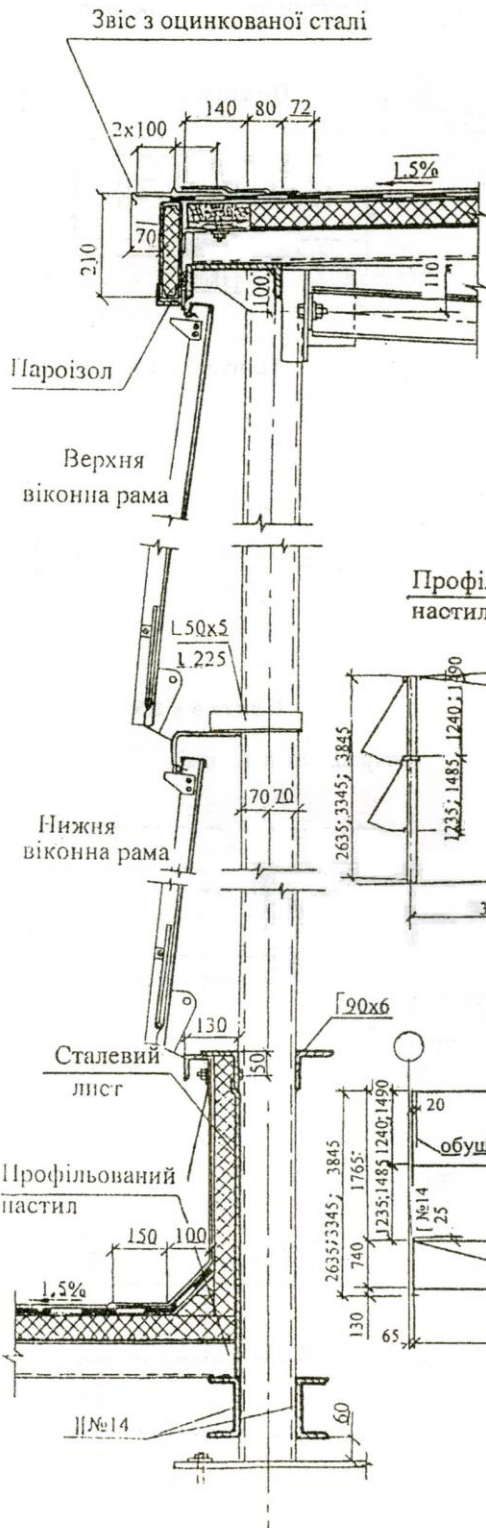 Звіс з оцинкованої сталі
140 80 72
2x100
1.5%
70
210
100
110
Пароізол
Верхня
віконна рама
Профі
настил
L50x5
L225
2635; 3345; 3845
1235; 1485; 1240; 1490
70 70
Нижня
віконна рама
3
130
Г90x6
50
Сталевий
лист
20
обуш
2635; 3345; 3845
1765
1235; 1485 1240; 1490
[№14
25
Профільований
настил
740
150 100
1.5%
130
65
][№14
60